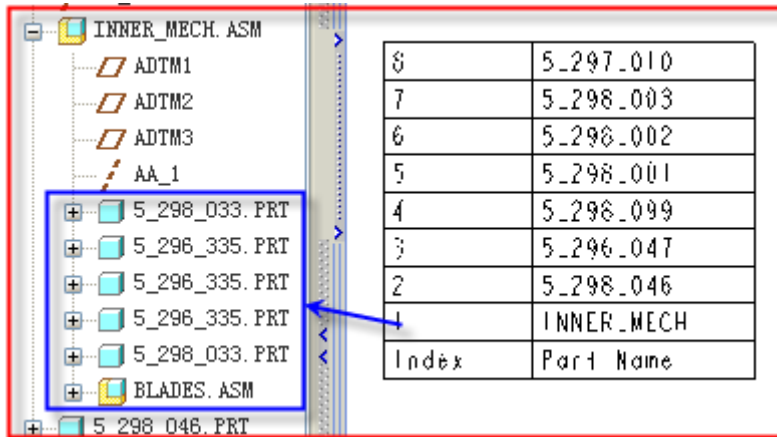 INNER_MECH.ASM
ADTM1
ADTM2
ADTM3
AA_1
5_298_033.PRT
5_296_335.PRT
5_296_335.PRT
5_296_335.PRT
5_298_033.PRT
BLADES.ASM
5_298_046.PRT
8 5_297_010
7 5_298_003
6 5_298_002
5 5_298_001
4 5_298_099
3 5_296_047
2 5_298_046
1 INNER_MECH
Index Part Name